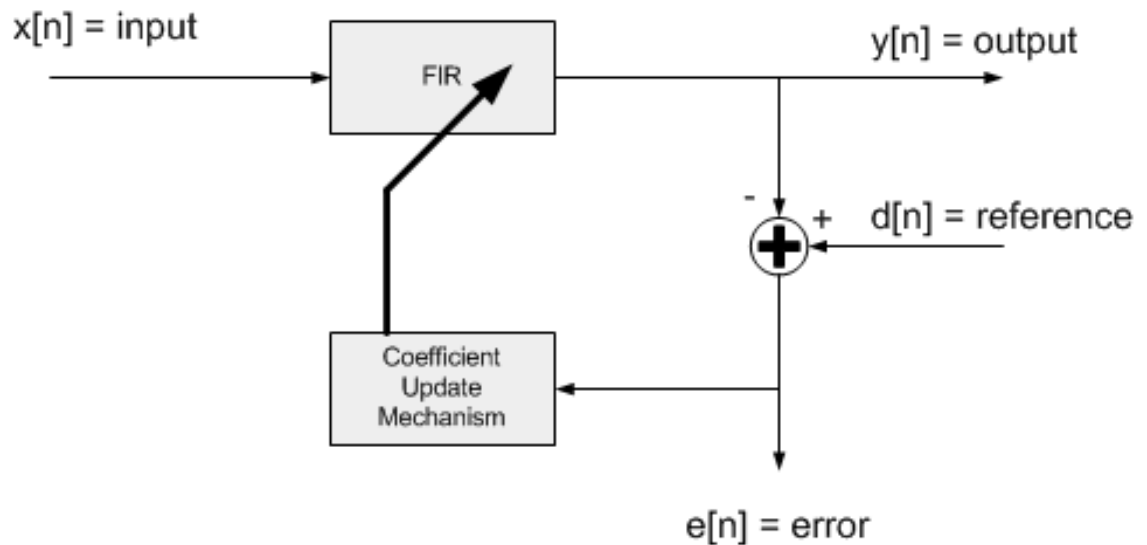 x[n] = input
y[n] = output
FIR
-
+
d[n] = reference
Coefficient
Update
Mechanism
e[n] = error